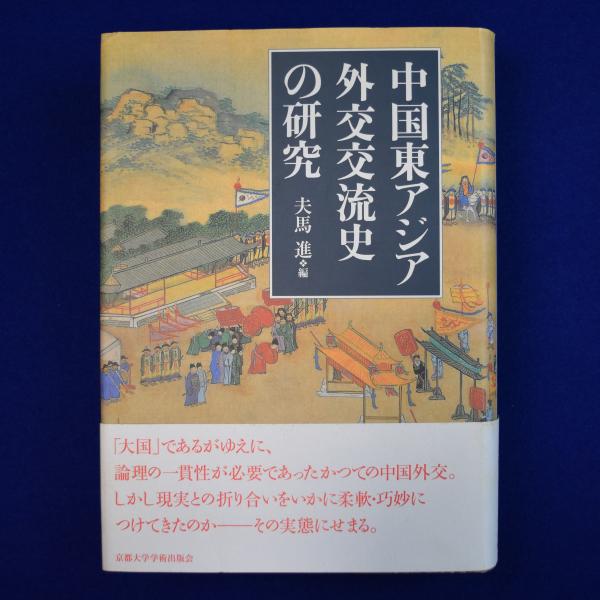 中国東アジア
外交交流史
の研究
夫馬 進❖編
「大国」であるがゆえに、
論理の一貫性が必要であったかつての中国外交。
しかし現実との折り合いをいかに柔軟・巧妙に
つけてきたのか——その実態にせまる。
京都大学学術出版会